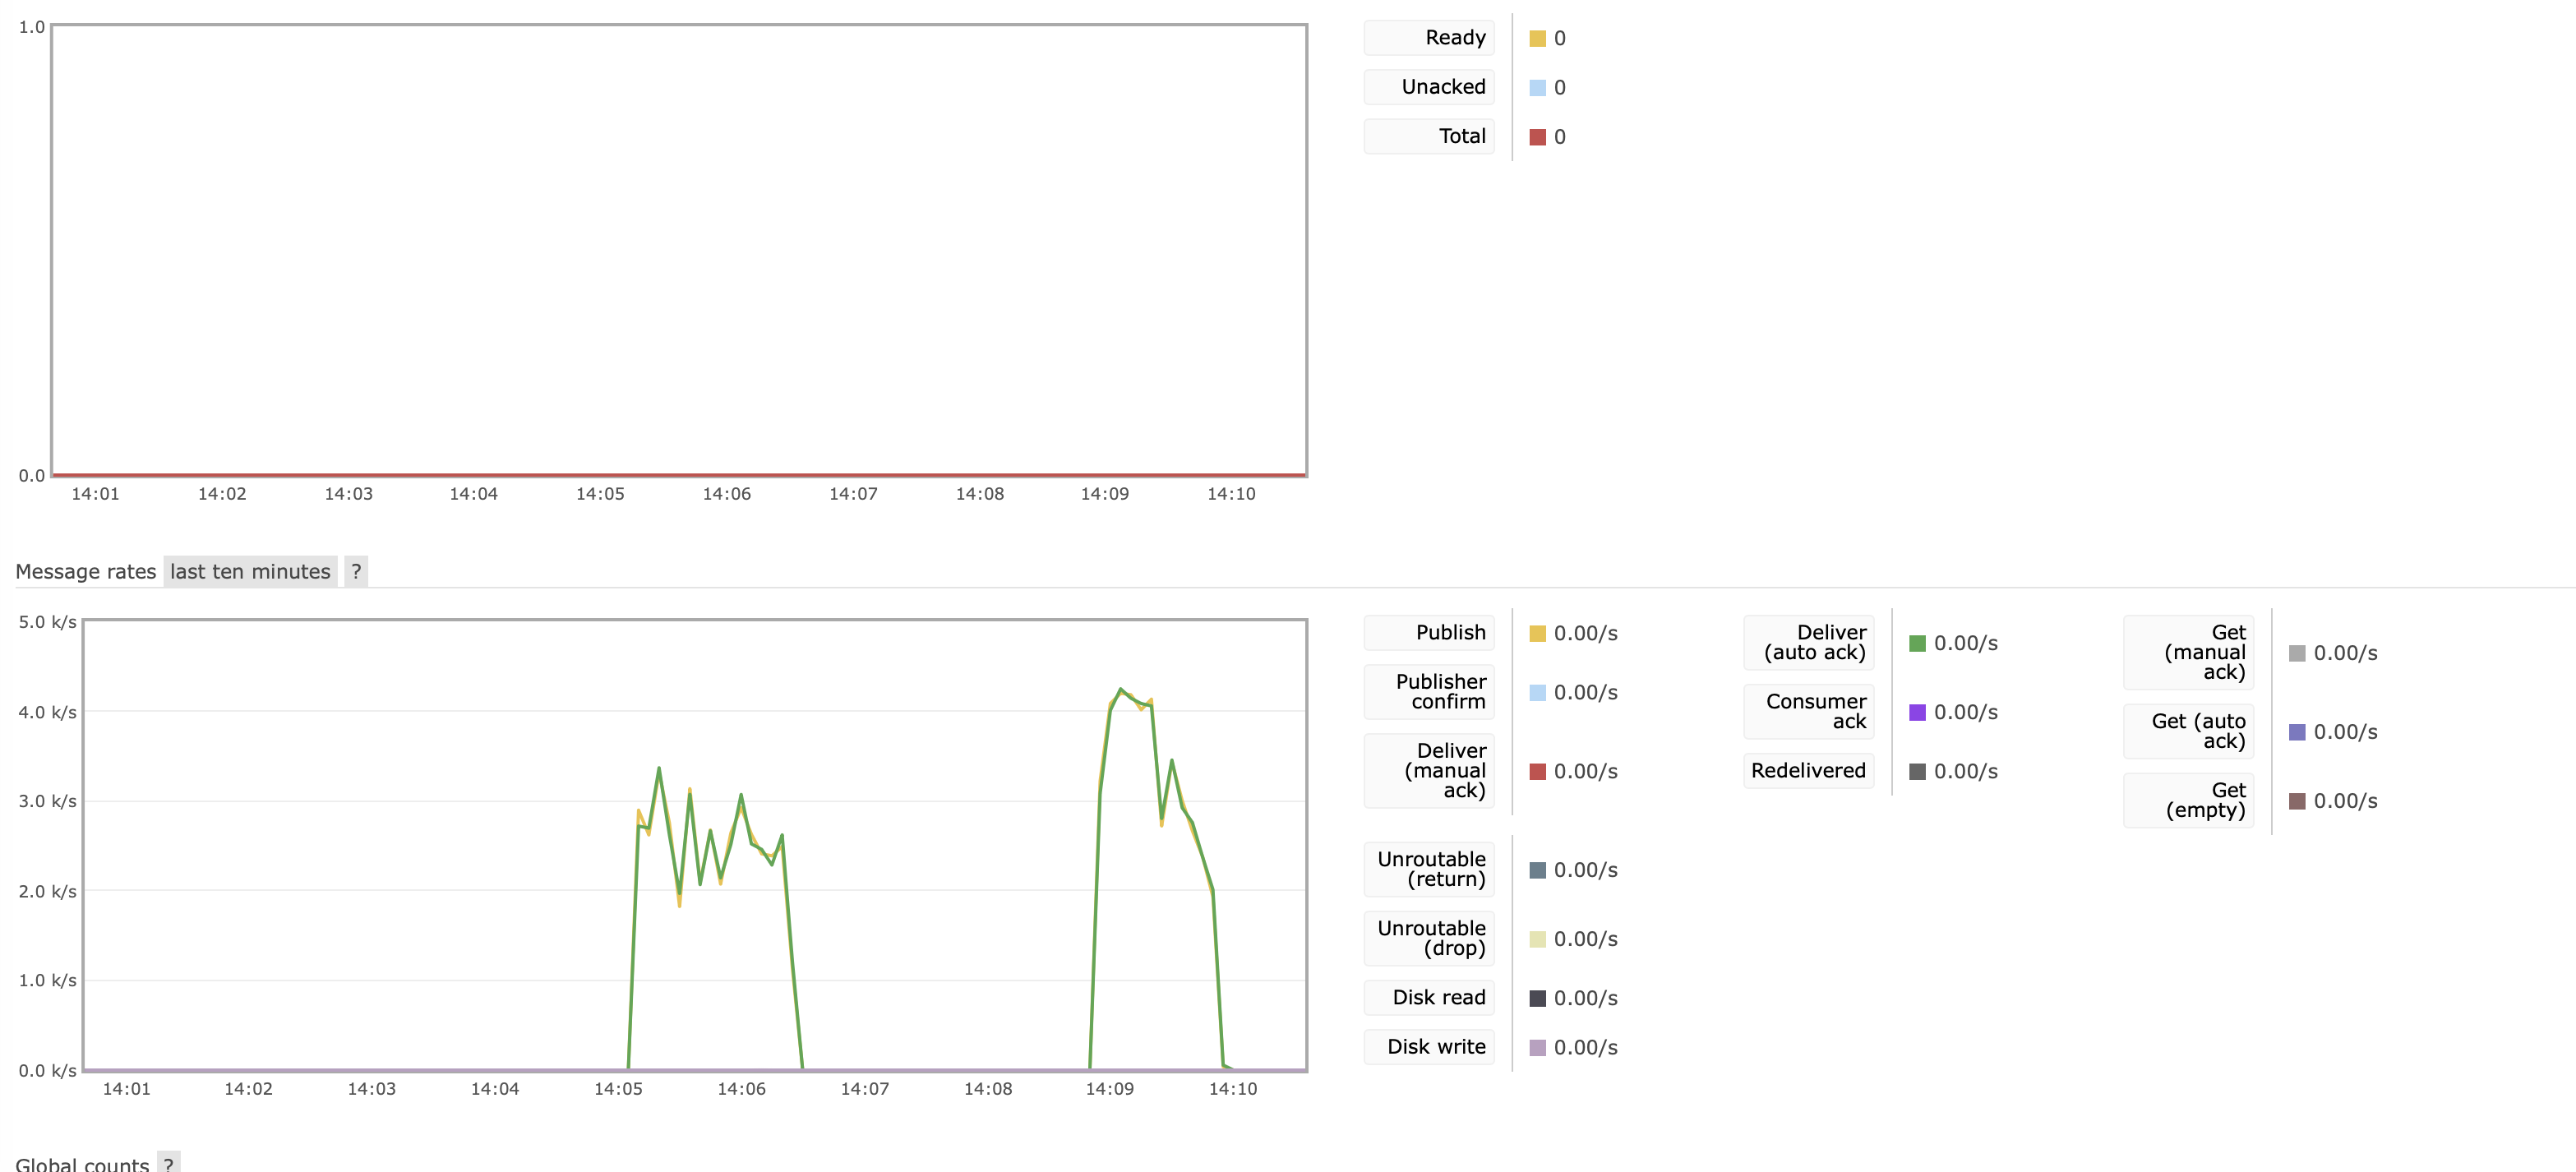 1.0
0.0
14:01 14:02 14:03 14:04 14:05 14:06 14:07 14:08 14:09 14:10
Ready 0
Unacked 0
Total 0
Message rates last ten minutes ?
5.0 k/s
4.0 k/s
3.0 k/s
2.0 k/s
1.0 k/s
0.0 k/s
14:01 14:02 14:03 14:04 14:05 14:06 14:07 14:08 14:09 14:10
Publish 0.00/s
Publisher
confirm 0.00/s
Deliver
(manual 0.00/s
ack)
Unroutable
(return) 0.00/s
Unroutable
(drop) 0.00/s
Disk read 0.00/s
Disk write 0.00/s
Deliver
(auto ack) 0.00/s
Consumer
ack 0.00/s
Redelivered 0.00/s
Get
(manual 0.00/s
ack)
Get (auto
ack) 0.00/s
Get
(empty) 0.00/s
Global counts ?